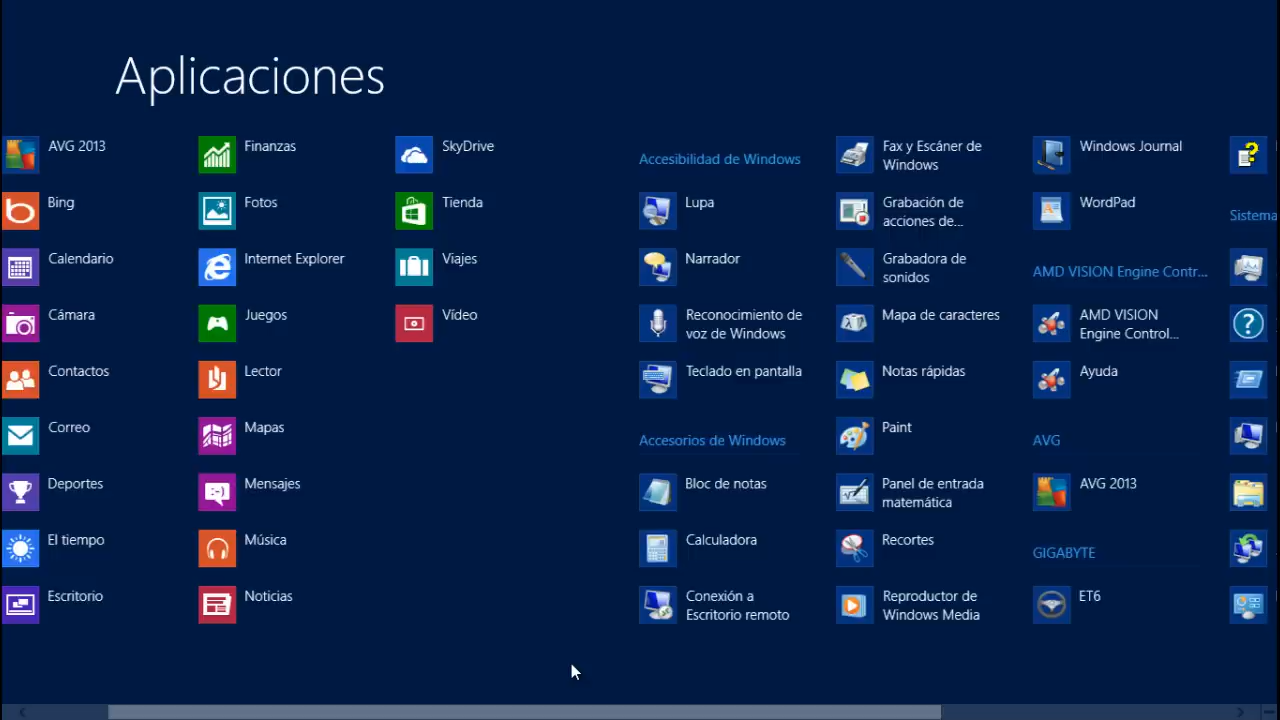 Aplicaciones
AVG 2013
Bing
Calendario
Cámara
Contactos
Correo
Deportes
El tiempo
Escritorio
Finanzas
Fotos
Internet Explorer
Juegos
Lector
Mapas
Mensajes
Música
Noticias
SkyDrive
Tienda
Viajes
Vídeo
Accesibilidad de Windows
Lupa
Narrador
Reconocimiento de
voz de Windows
Teclado en pantalla
Accesorios de Windows
Bloc de notas
Calculadora
Conexión a
Escritorio remoto
Fax y Escáner de
Windows
Grabación de
acciones de...
Grabadora de
sonidos
Mapa de caracteres
Notas rápidas
Paint
Panel de entrada
matemática
Recortes
Reproductor de
Windows Media
Windows Journal
WordPad
AMD VISION Engine Contr...
AMD VISION
Engine Control...
Ayuda
AVG
AVG 2013
GIGABYTE
ET6
Sistema